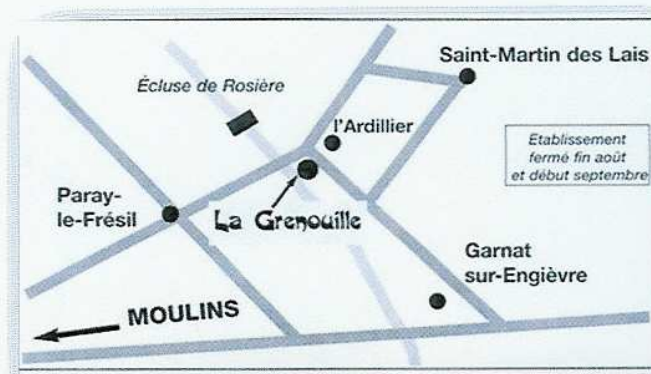 Saint-Martin des Lais
Écluse de Rosière
l'Ardillier
Etablissement
fermé fin août
et début septembre
Paray-
le-Frésil
La Grenouille
Garnat
sur-Engièvre
MOULINS